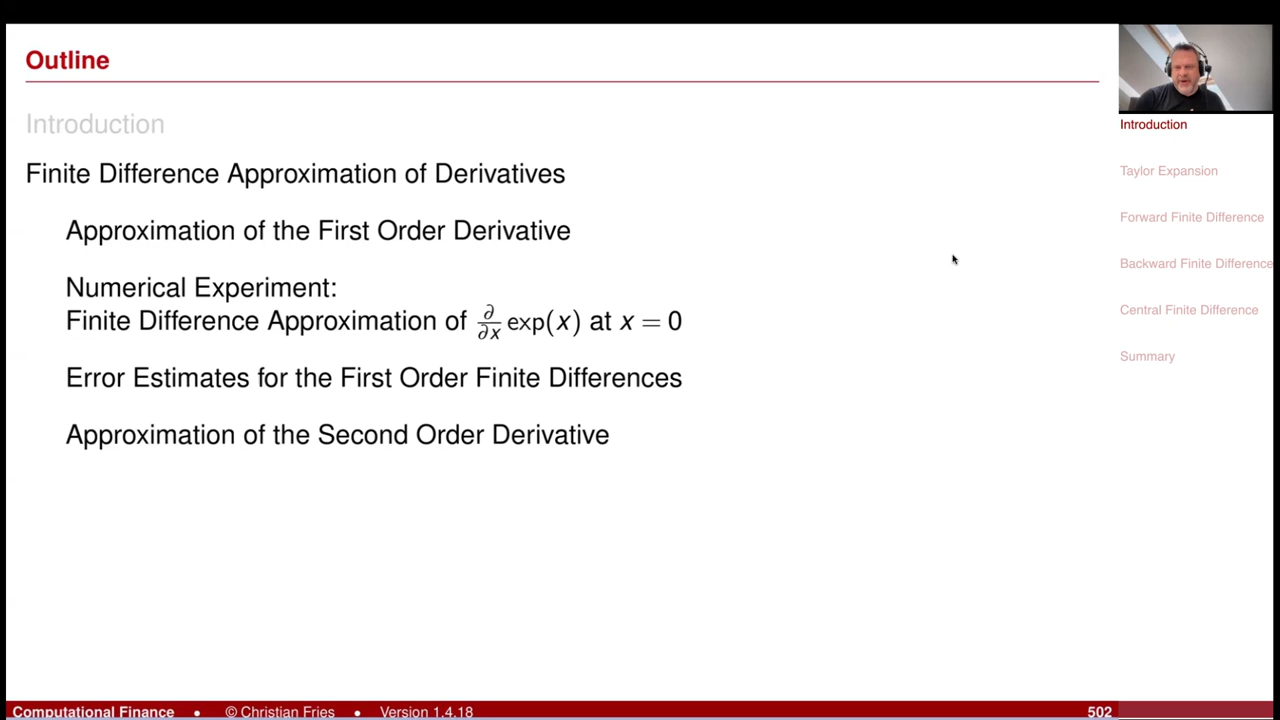 Outline
Introduction
Finite Difference Approximation of Derivatives
Approximation of the First Order Derivative
Numerical Experiment:
Finite Difference Approximation of ∂/∂x exp(x) at x = 0
Error Estimates for the First Order Finite Differences
Approximation of the Second Order Derivative
Introduction
Taylor Expansion
Forward Finite Difference
Backward Finite Difference
Central Finite Difference
Summary
Computational Finance • © Christian Fries • Version 1.4.18 502